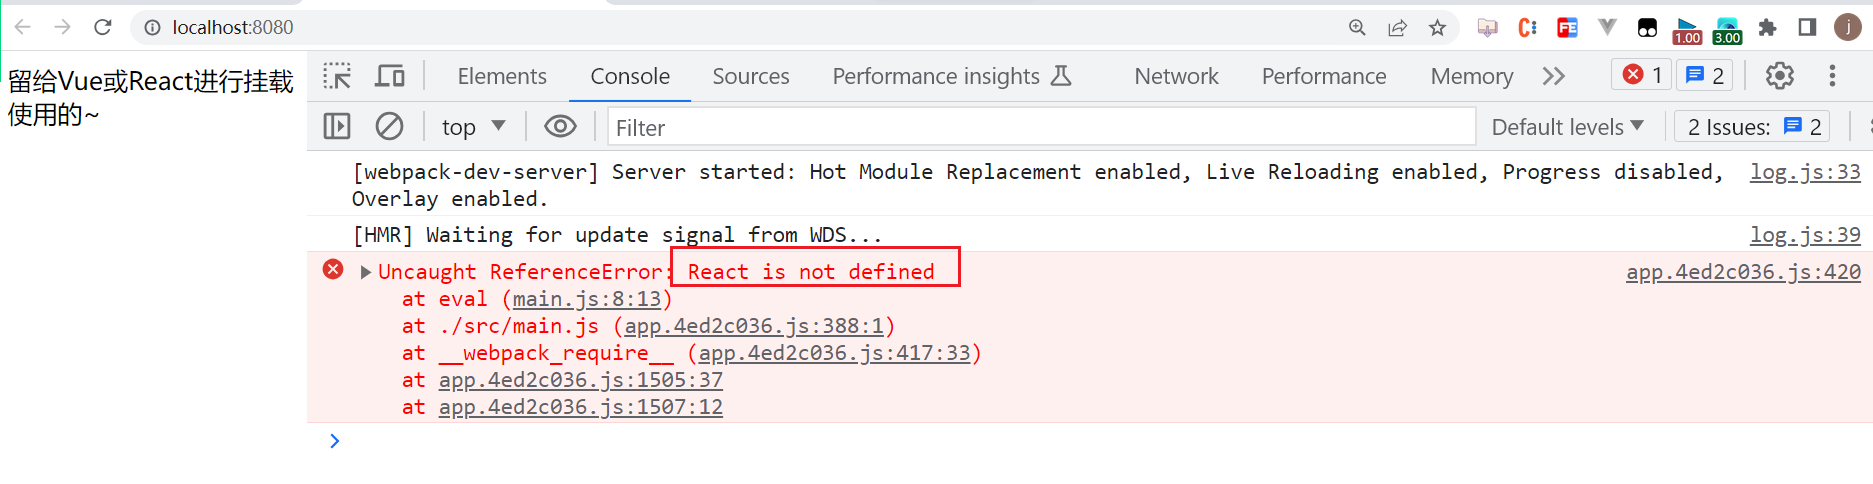 localhost:8080
j
1.00
3.00
留给Vue或React进行挂载
使用的~
Elements Console Sources Performance insights Network Performance Memory 1 2
top Filter Default levels 2 Issues: 2
[webpack-dev-server] Server started: Hot Module Replacement enabled, Live Reloading enabled, Progress disabled, log.js:33
Overlay enabled.
[HMR] Waiting for update signal from WDS... log.js:39
Uncaught ReferenceError: React is not defined app.4ed2c036.js:420
at eval (main.js:8:13)
at ./src/main.js (app.4ed2c036.js:388:1)
at __webpack_require__ (app.4ed2c036.js:417:33)
at app.4ed2c036.js:1505:37
at app.4ed2c036.js:1507:12